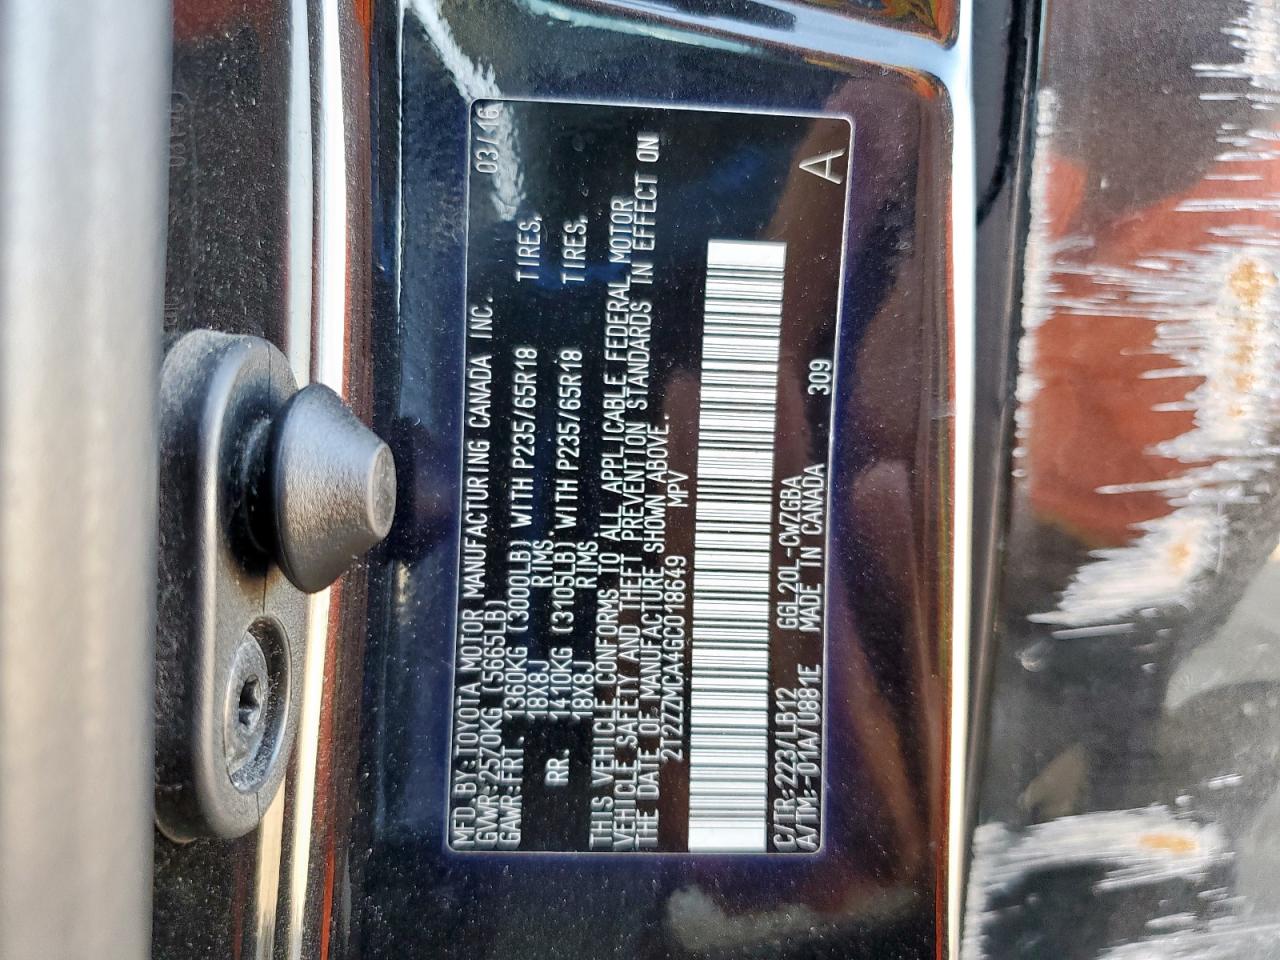 MFD.BY:TOYOTA MOTOR MANUFACTURING CANADA INC. 03/16
GVWR:2570KG (5665LB)
GAWR:FRT. 1360KG (3000LB) WITH P235/65R18 TIRES,
18X8J RIMS.
RR. 1410KG (3105LB) WITH P235/65R18 TIRES,
18X8J RIMS.
THIS VEHICLE CONFORMS TO ALL APPLICABLE FEDERAL MOTOR
VEHICLE SAFETY AND THEFT PREVENTION STANDARDS IN EFFECT ON
THE DATE OF MANUFACTURE SHOWN ABOVE.
2T2ZZMCA4GC018649 MPV
C/TR:223/LB12 GGL20L-CWZGBA
A/TM:-01A/U881E MADE IN CANADA 309 A